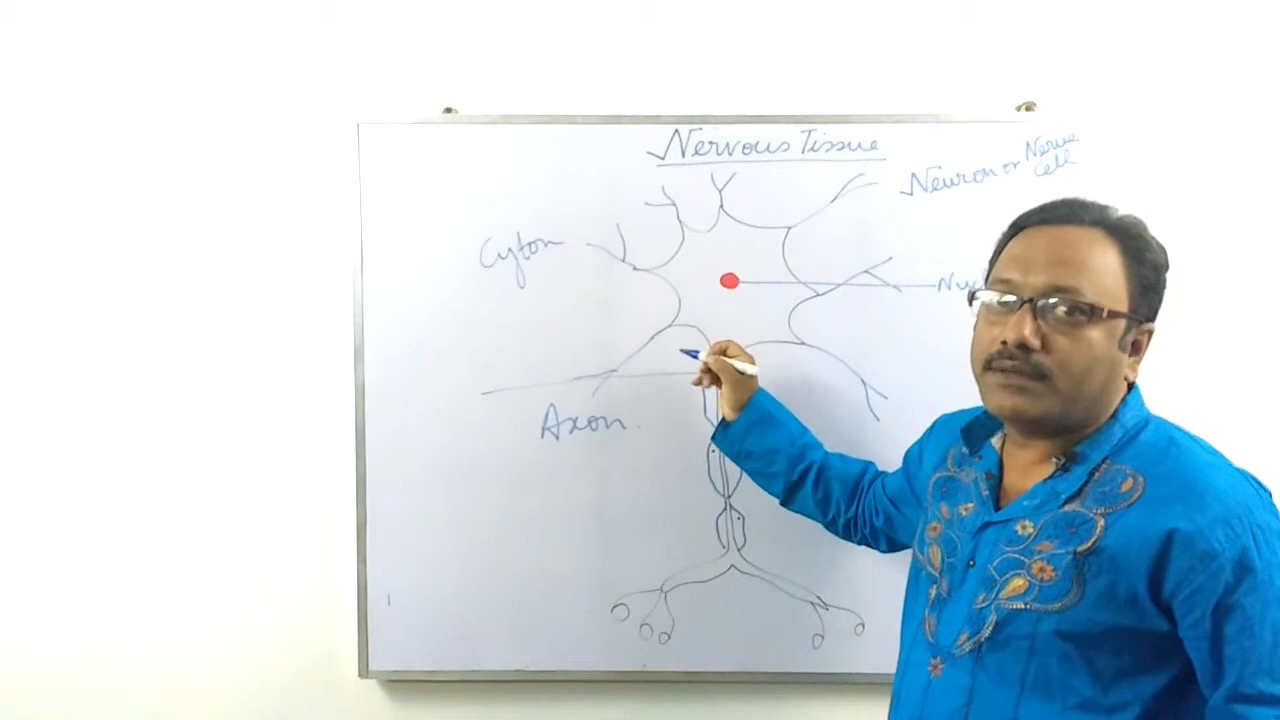 Nervous Tissue
Neuron or Nerve
cell
Cyton
Axon.